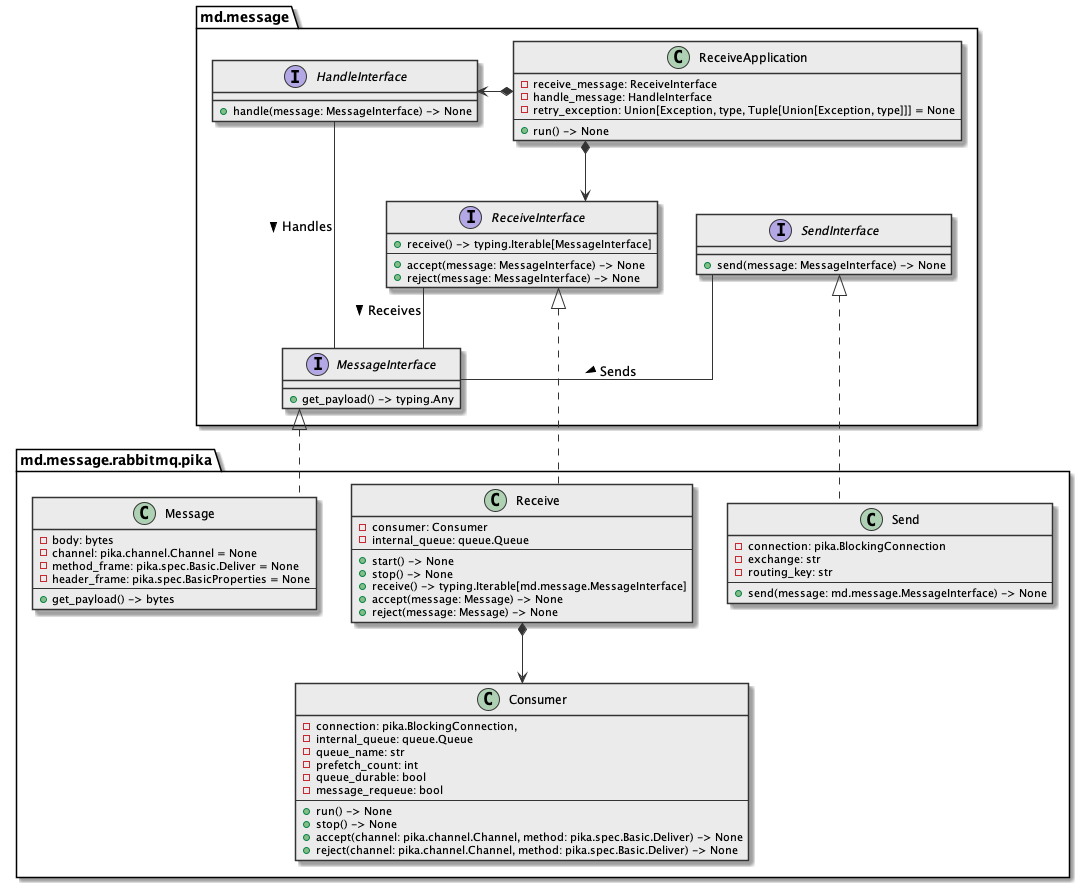 md.message
I HandleInterface
handle(message: MessageInterface) -> None
C ReceiveApplication
receive_message: ReceiveInterface
handle_message: HandleInterface
retry_exception: Union[Exception, type, Tuple[Union[Exception, type]]] = None
run() -> None
Handles
I ReceiveInterface
receive() -> typing.Iterable[MessageInterface]
accept(message: MessageInterface) -> None
reject(message: MessageInterface) -> None
I SendInterface
send(message: MessageInterface) -> None
Receives
I MessageInterface
get_payload() -> typing.Any
Sends
md.message.rabbitmq.pika
C Message
body: bytes
channel: pika.channel.Channel = None
method_frame: pika.spec.Basic.Deliver = None
header_frame: pika.spec.BasicProperties = None
get_payload() -> bytes
C Receive
consumer: Consumer
internal_queue: queue.Queue
start() -> None
stop() -> None
receive() -> typing.Iterable[md.message.MessageInterface]
accept(message: Message) -> None
reject(message: Message) -> None
C Send
connection: pika.BlockingConnection
exchange: str
routing_key: str
send(message: md.message.MessageInterface) -> None
C Consumer
connection: pika.BlockingConnection,
internal_queue: queue.Queue
queue_name: str
prefetch_count: int
queue_durable: bool
message_requeue: bool
run() -> None
stop() -> None
accept(channel: pika.channel.Channel, method: pika.spec.Basic.Deliver) -> None
reject(channel: pika.channel.Channel, method: pika.spec.Basic.Deliver) -> None